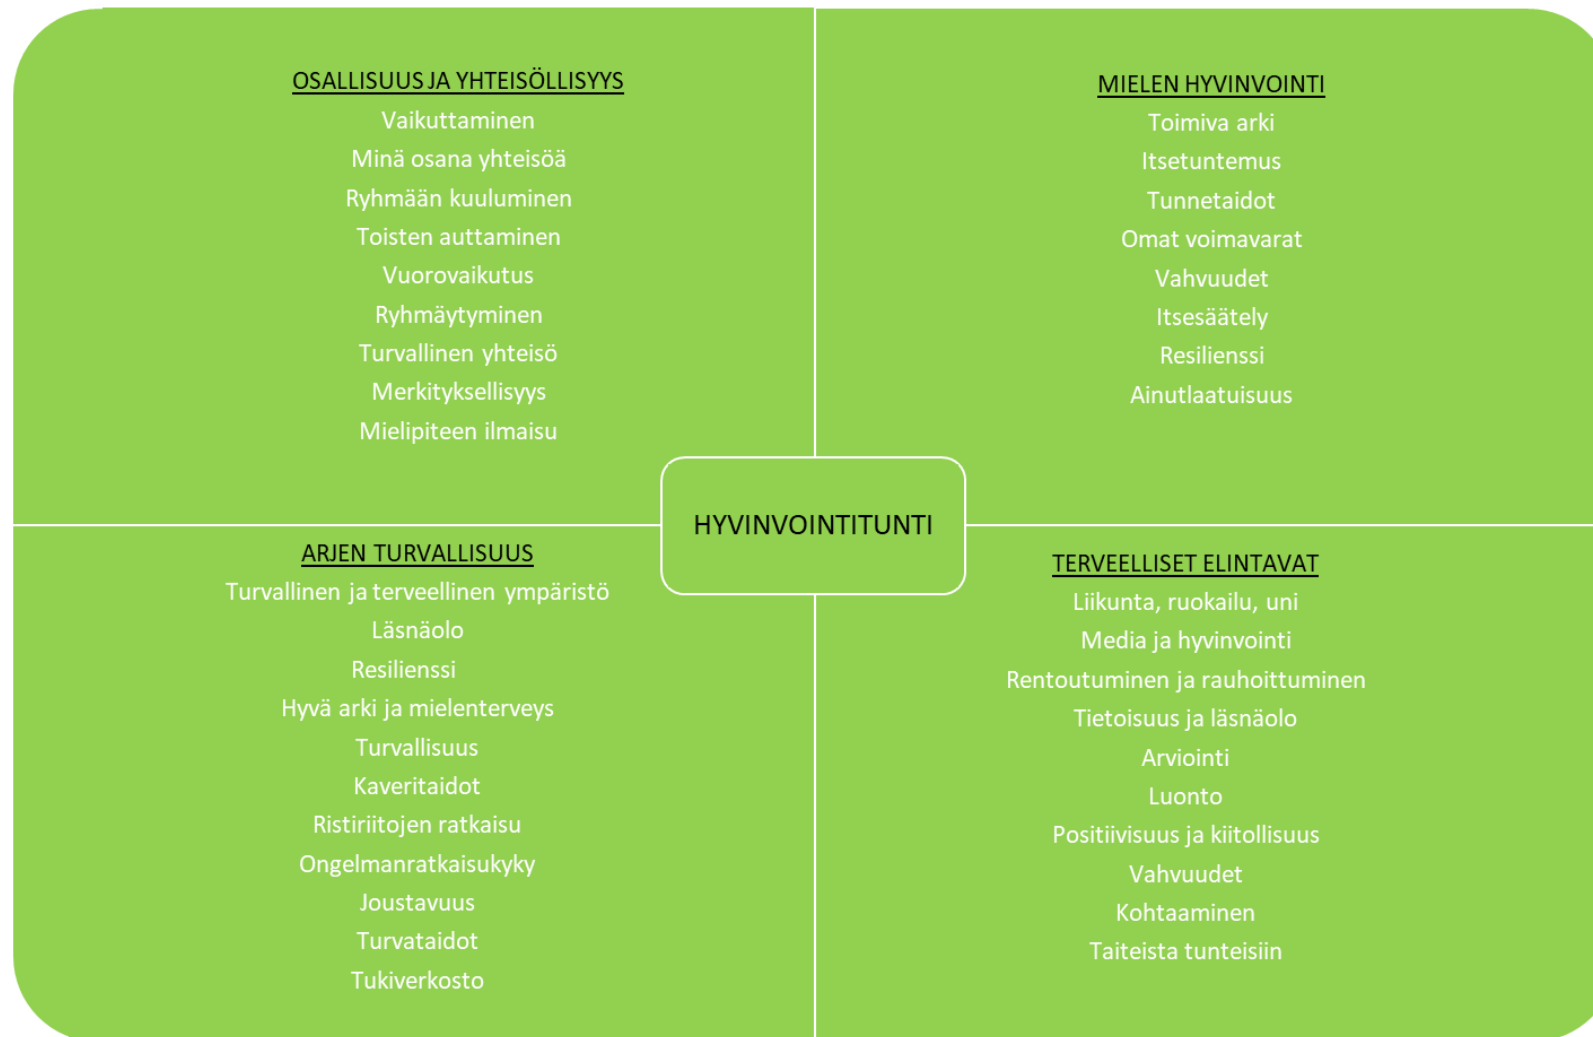 OSALLISUUS JA YHTEISÖLLISYYS
Vaikuttaminen
Minä osana yhteisöä
Ryhmään kuuluminen
Toisten auttaminen
Vuorovaikutus
Ryhmäytyminen
Turvallinen yhteisö
Merkityksellisyys
Mielipiteen ilmaisu
MIELEN HYVINVOINTI
Toimiva arki
Itsetuntemus
Tunnetaidot
Omat voimavarat
Vahvuudet
Itsesäätely
Resilienssi
Ainutlaatuisuus
HYVINVOINTITUNTI
ARJEN TURVALLISUUS
Turvallinen ja terveellinen ympäristö
Läsnäolo
Resilienssi
Hyvä arki ja mielenterveys
Turvallisuus
Kaveritaidot
Ristiriitojen ratkaisu
Ongelmanratkaisukyky
Joustavuus
Turvataidot
Tukiverkosto
TERVEELLISET ELINTAVAT
Liikunta, ruokailu, uni
Media ja hyvinvointi
Rentoutuminen ja rauhoittuminen
Tietoisuus ja läsnäolo
Arviointi
Luonto
Positiivisuus ja kiitollisuus
Vahvuudet
Kohtaaminen
Taiteista tunteisiin